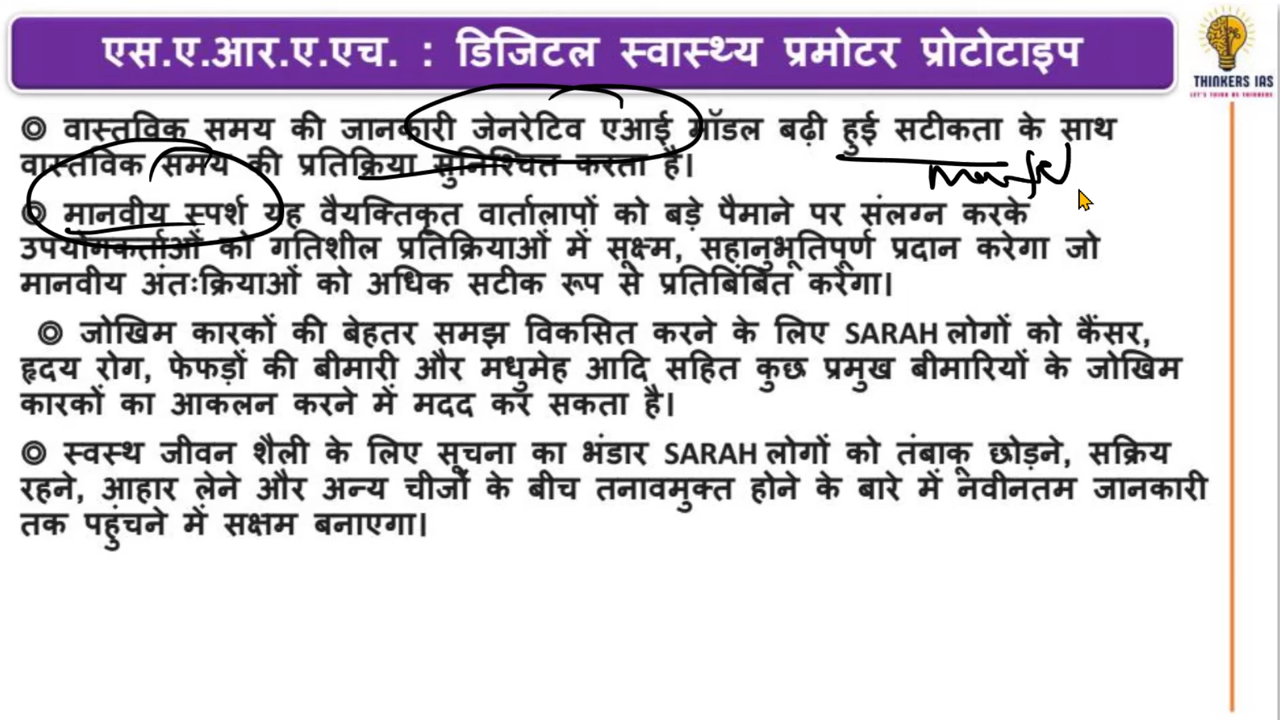 एस.ए.आर.ए.एच. : डिजिटल स्वास्थ्य प्रमोटर प्रोटोटाइप
THINKERS IAS
LET'S THINK AS THINKERS
◎ वास्तविक समय की जानकारी जेनरेटिव एआई मॉडल बढ़ी हुई सटीकता के साथ
वास्तविक समय की प्रतिक्रिया सुनिश्चित करता है।
◎ मानवीय स्पर्श यह वैयक्तिकृत वार्तालापों को बड़े पैमाने पर संलग्न करके
उपयोगकर्ताओं को गतिशील प्रतिक्रियाओं में सूक्ष्म, सहानुभूतिपूर्ण प्रदान करेगा जो
मानवीय अंतःक्रियाओं को अधिक सटीक रूप से प्रतिबिंबित करेगा।
◎ जोखिम कारकों की बेहतर समझ विकसित करने के लिए SARAH लोगों को कैंसर,
हृदय रोग, फेफड़ों की बीमारी और मधुमेह आदि सहित कुछ प्रमुख बीमारियों के जोखिम
कारकों का आकलन करने में मदद कर सकता है।
◎ स्वस्थ जीवन शैली के लिए सूचना का भंडार SARAH लोगों को तंबाकू छोड़ने, सक्रिय
रहने, आहार लेने और अन्य चीजों के बीच तनावमुक्त होने के बारे में नवीनतम जानकारी
तक पहुंचने में सक्षम बनाएगा।